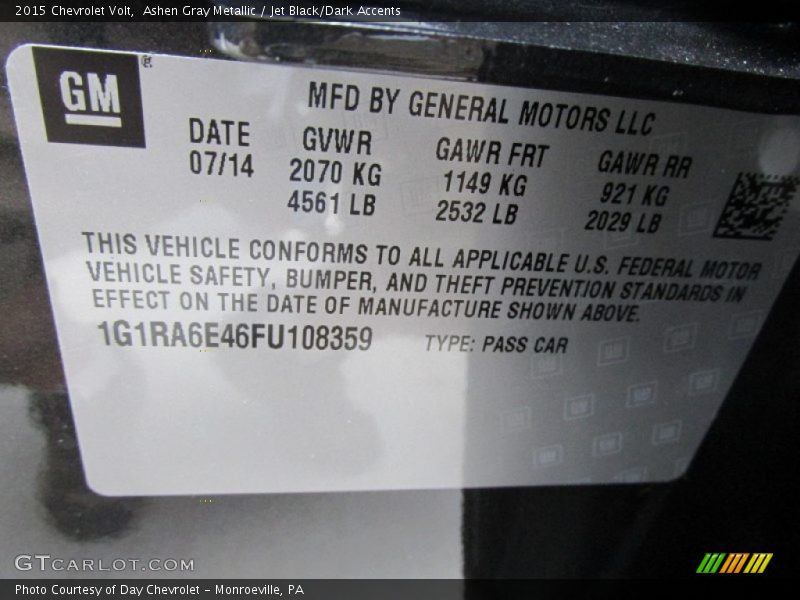 2015 Chevrolet Volt, Ashen Gray Metallic / Jet Black/Dark Accents
GM
®
MFD BY GENERAL MOTORS LLC
DATE GVWR GAWR FRT GAWR RR
07/14 2070 KG 1149 KG 921 KG
4561 LB 2532 LB 2029 LB
THIS VEHICLE CONFORMS TO ALL APPLICABLE U.S. FEDERAL MOTOR
VEHICLE SAFETY, BUMPER, AND THEFT PREVENTION STANDARDS IN
EFFECT ON THE DATE OF MANUFACTURE SHOWN ABOVE.
1G1RA6E46FU108359 TYPE: PASS CAR
GTCARLOT.COM
Photo Courtesy of Day Chevrolet - Monroeville, PA